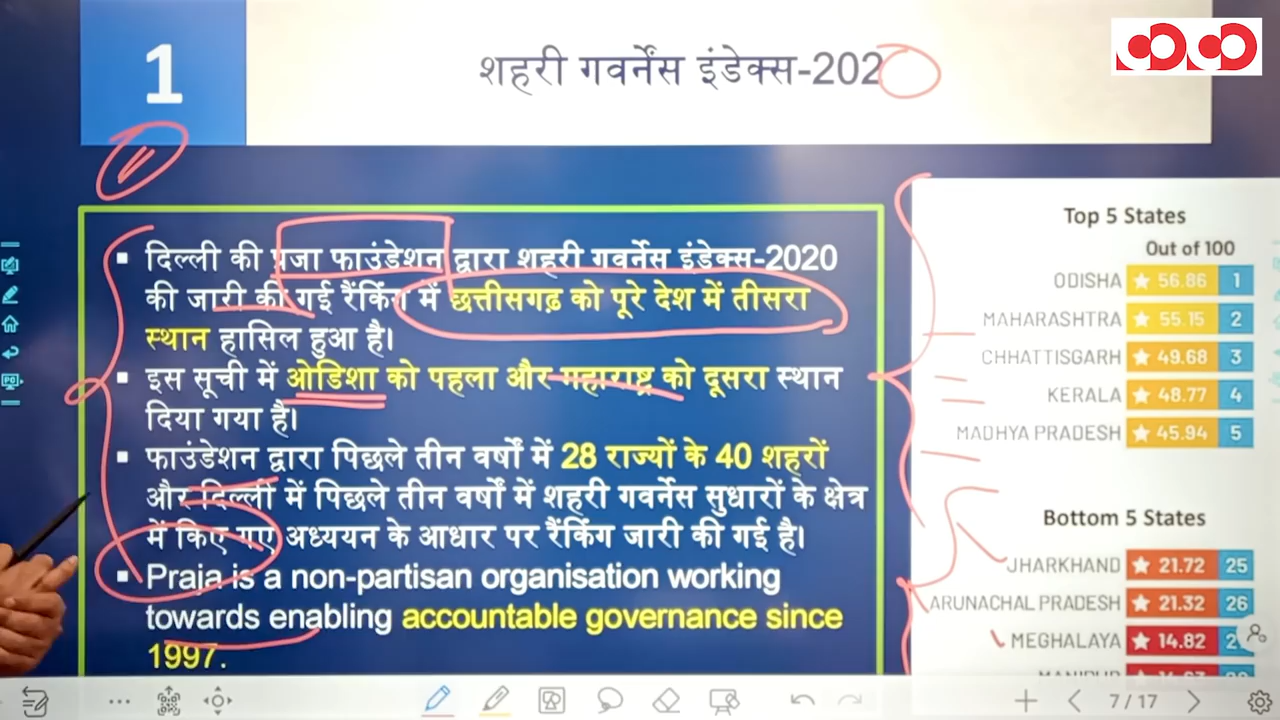 1
शहरी गवर्नेंस इंडेक्स-202
▪ दिल्ली की प्रजा फाउंडेशन द्वारा शहरी गवर्नेंस इंडेक्स-2020
की जारी की गई रैंकिंग में छत्तीसगढ़ को पूरे देश में तीसरा
स्थान हासिल हुआ है।
▪ इस सूची में ओडिशा को पहला और महाराष्ट्र को दूसरा स्थान
दिया गया है।
▪ फाउंडेशन द्वारा पिछले तीन वर्षों में 28 राज्यों के 40 शहरों
और दिल्ली में पिछले तीन वर्षों में शहरी गवर्नेस सुधारों के क्षेत्र
में किए गए अध्ययन के आधार पर रैंकिंग जारी की गई है।
▪ Praja is a non-partisan organisation working
towards enabling accountable governance since
1997.
Top 5 States
Out of 100
ODISHA 56.86 1
MAHARASHTRA 55.15 2
CHHATTISGARH 49.68 3
KERALA 48.77 4
MADHYA PRADESH 45.94 5
Bottom 5 States
JHARKHAND 21.72 25
ARUNACHAL PRADESH 21.32 26
MEGHALAYA 14.82
7 / 17